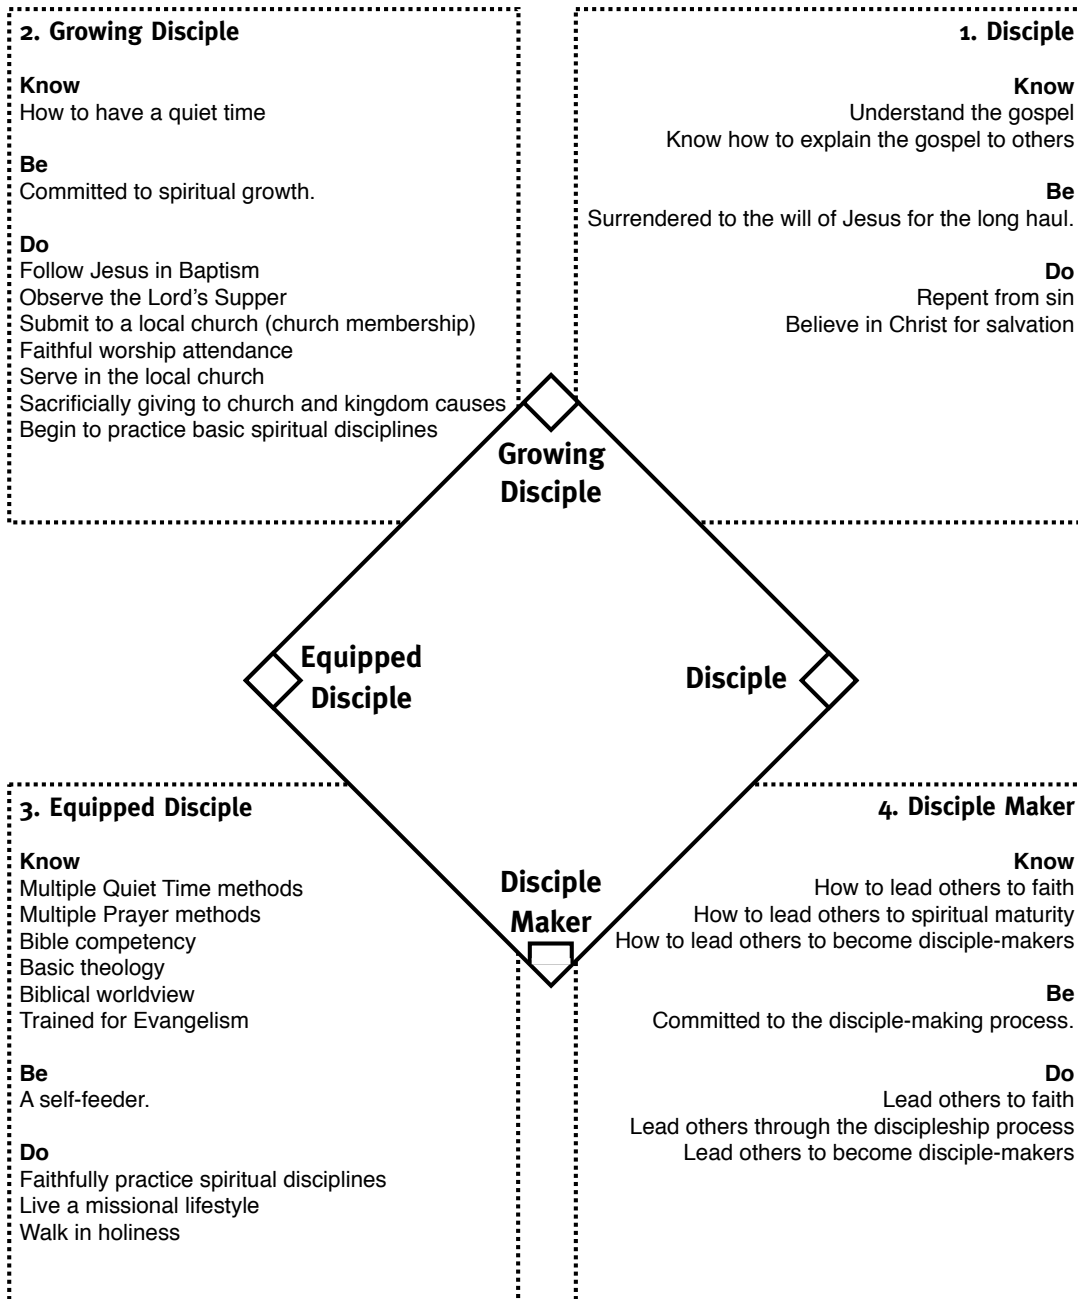 2. Growing Disciple
Know
How to have a quiet time
Be
Committed to spiritual growth.
Do
Follow Jesus in Baptism
Observe the Lord's Supper
Submit to a local church (church membership)
Faithful worship attendance
Serve in the local church
Sacrificially giving to church and kingdom causes
Begin to practice basic spiritual disciplines
1. Disciple
Know
Understand the gospel
Know how to explain the gospel to others
Be
Surrendered to the will of Jesus for the long haul.
Do
Repent from sin
Believe in Christ for salvation
Growing
Disciple
Equipped
Disciple
Disciple
Disciple
Maker
3. Equipped Disciple
Know
Multiple Quiet Time methods
Multiple Prayer methods
Bible competency
Basic theology
Biblical worldview
Trained for Evangelism
Be
A self-feeder.
Do
Faithfully practice spiritual disciplines
Live a missional lifestyle
Walk in holiness
4. Disciple Maker
Know
How to lead others to faith
How to lead others to spiritual maturity
How to lead others to become disciple-makers
Be
Committed to the disciple-making process.
Do
Lead others to faith
Lead others through the discipleship process
Lead others to become disciple-makers